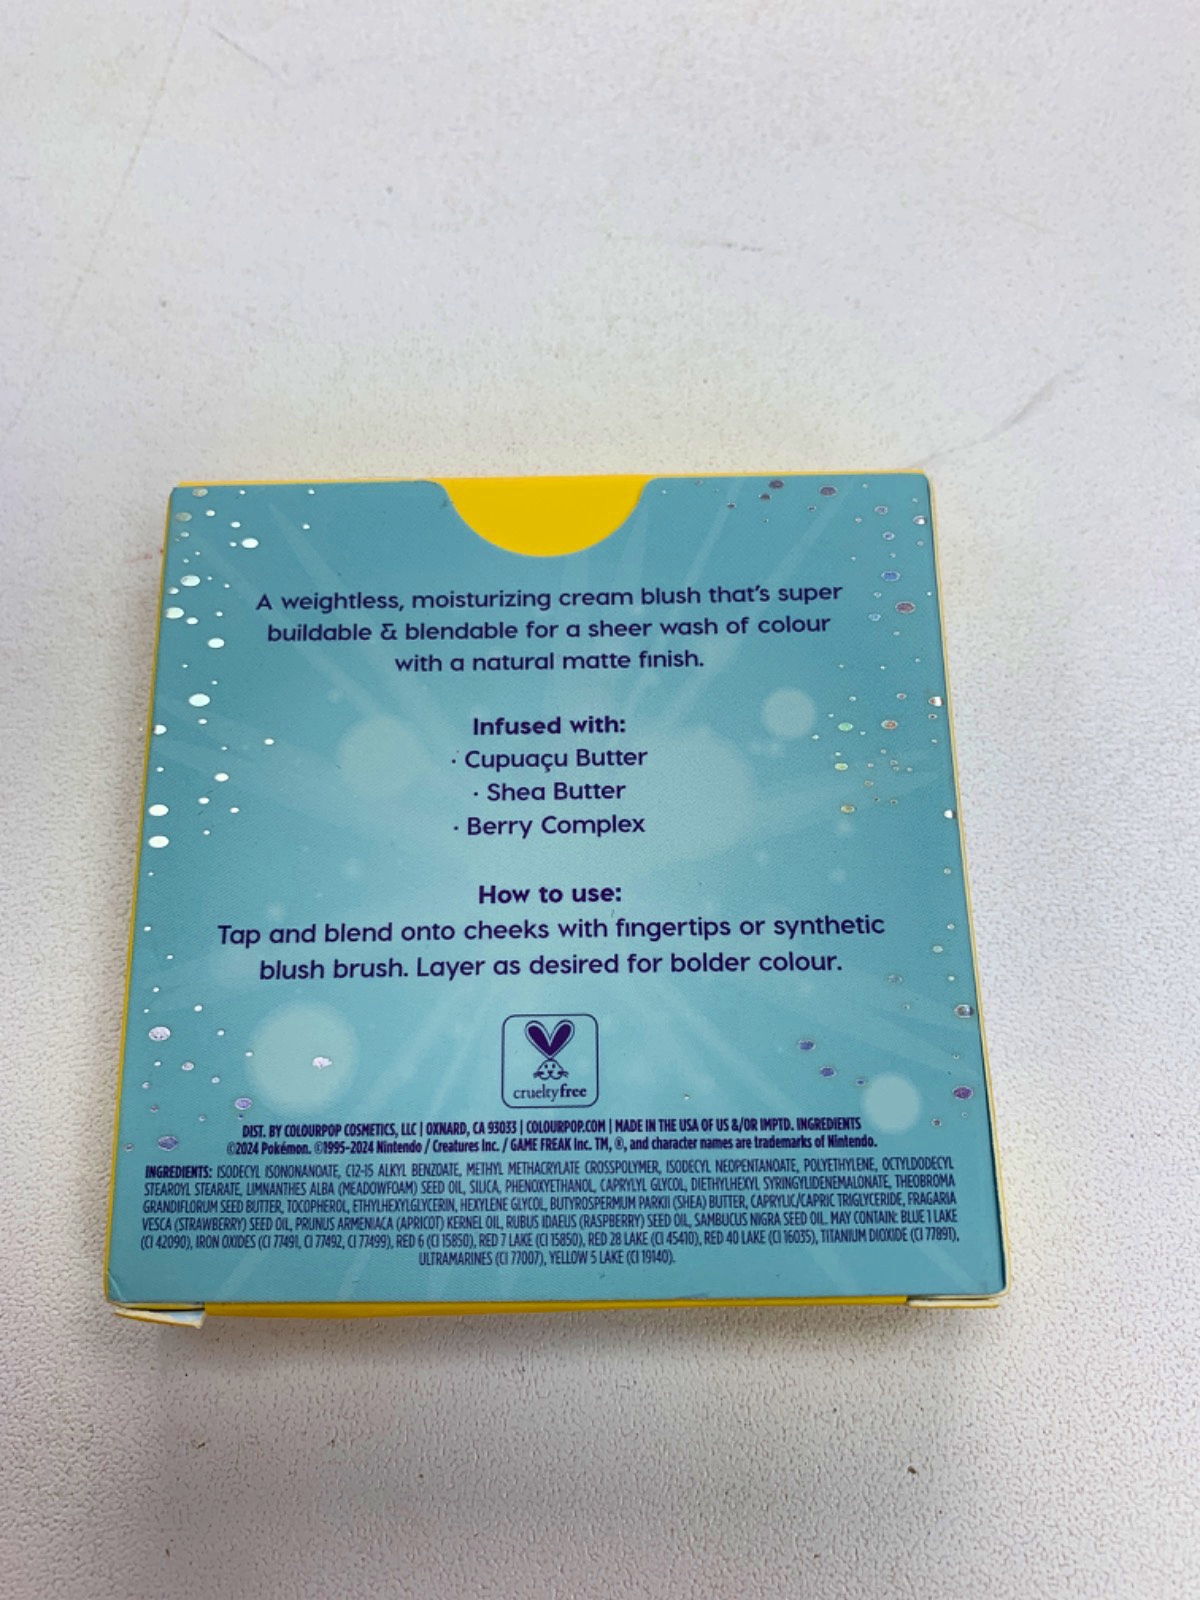 A weightless, moisturizing cream blush that's super
buildable & blendable for a sheer wash of colour
with a natural matte finish.
Infused with:
· Cupuaçu Butter
· Shea Butter
· Berry Complex
How to use:
Tap and blend onto cheeks with fingertips or synthetic
blush brush. Layer as desired for bolder colour.
crueltyfree
DIST. BY COLOURPOP COSMETICS, LLC | OXNARD, CA 93033 | COLOURPOP.COM | MADE IN THE USA OF US &/OR IMPTD. INGREDIENTS
©2024 Pokémon. ©1995-2024 Nintendo / Creatures Inc. / GAME FREAK Inc. TM, ®, and character names are trademarks of Nintendo.
INGREDIENTS: ISODECYL ISONONANOATE, C12-15 ALKYL BENZOATE, METHYL METHACRYLATE CROSSPOLYMER, ISODECYL NEOPENTANOATE, POLYETHYLENE, OCTYLDODECYL
STEAROYL STEARATE, LIMNANTHES ALBA (MEADOWFOAM) SEED OIL, SILICA, PHENOXYETHANOL, CAPRYLYL GLYCOL, DIETHYLHEXYL SYRINGYLIDENEMALONATE, THEOBROMA
GRANDIFLORUM SEED BUTTER, TOCOPHEROL, ETHYLHEXYLGLYCERIN, HEXYLENE GLYCOL, BUTYROSPERMUM PARKII (SHEA) BUTTER, CAPRYLIC/CAPRIC TRIGLYCERIDE, FRAGARIA
VESCA (STRAWBERRY) SEED OIL, PRUNUS ARMENIACA (APRICOT) KERNEL OIL, RUBUS IDAEUS (RASPBERRY) SEED OIL, SAMBUCUS NIGRA SEED OIL. MAY CONTAIN: BLUE 1 LAKE
(CI 42090), IRON OXIDES (CI 77491, CI 77492, CI 77499), RED 6 (CI 15850), RED 7 LAKE (CI 15850), RED 28 LAKE (CI 45410), RED 40 LAKE (CI 16035), TITANIUM DIOXIDE (CI 77891),
ULTRAMARINES (CI 77007), YELLOW 5 LAKE (CI 19140).